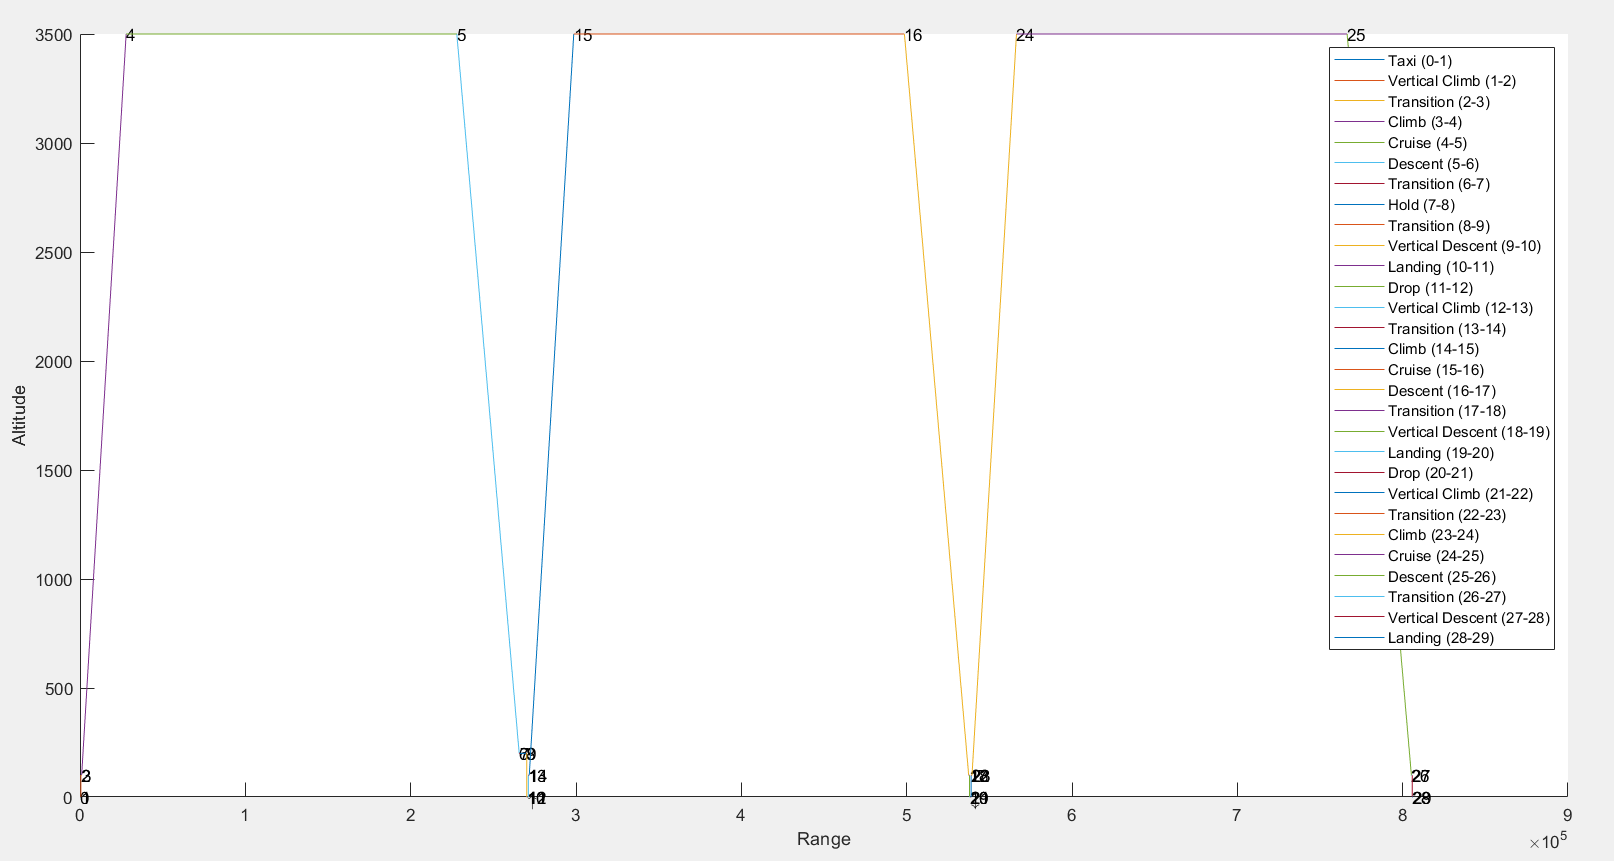 3500
3000
2500
2000
1500
1000
500
0
Altitude
4
5
15
16
24
25
Taxi (0-1)
Vertical Climb (1-2)
Transition (2-3)
Climb (3-4)
Cruise (4-5)
Descent (5-6)
Transition (6-7)
Hold (7-8)
Transition (8-9)
Vertical Descent (9-10)
Landing (10-11)
Drop (11-12)
Vertical Climb (12-13)
Transition (13-14)
Climb (14-15)
Cruise (15-16)
Descent (16-17)
Transition (17-18)
Vertical Descent (18-19)
Landing (19-20)
Drop (20-21)
Vertical Climb (21-22)
Transition (22-23)
Climb (23-24)
Cruise (24-25)
Descent (25-26)
Transition (26-27)
Vertical Descent (27-28)
Landing (28-29)
0 1 2 3 4 5 6 7 8 9
×10⁵
Range